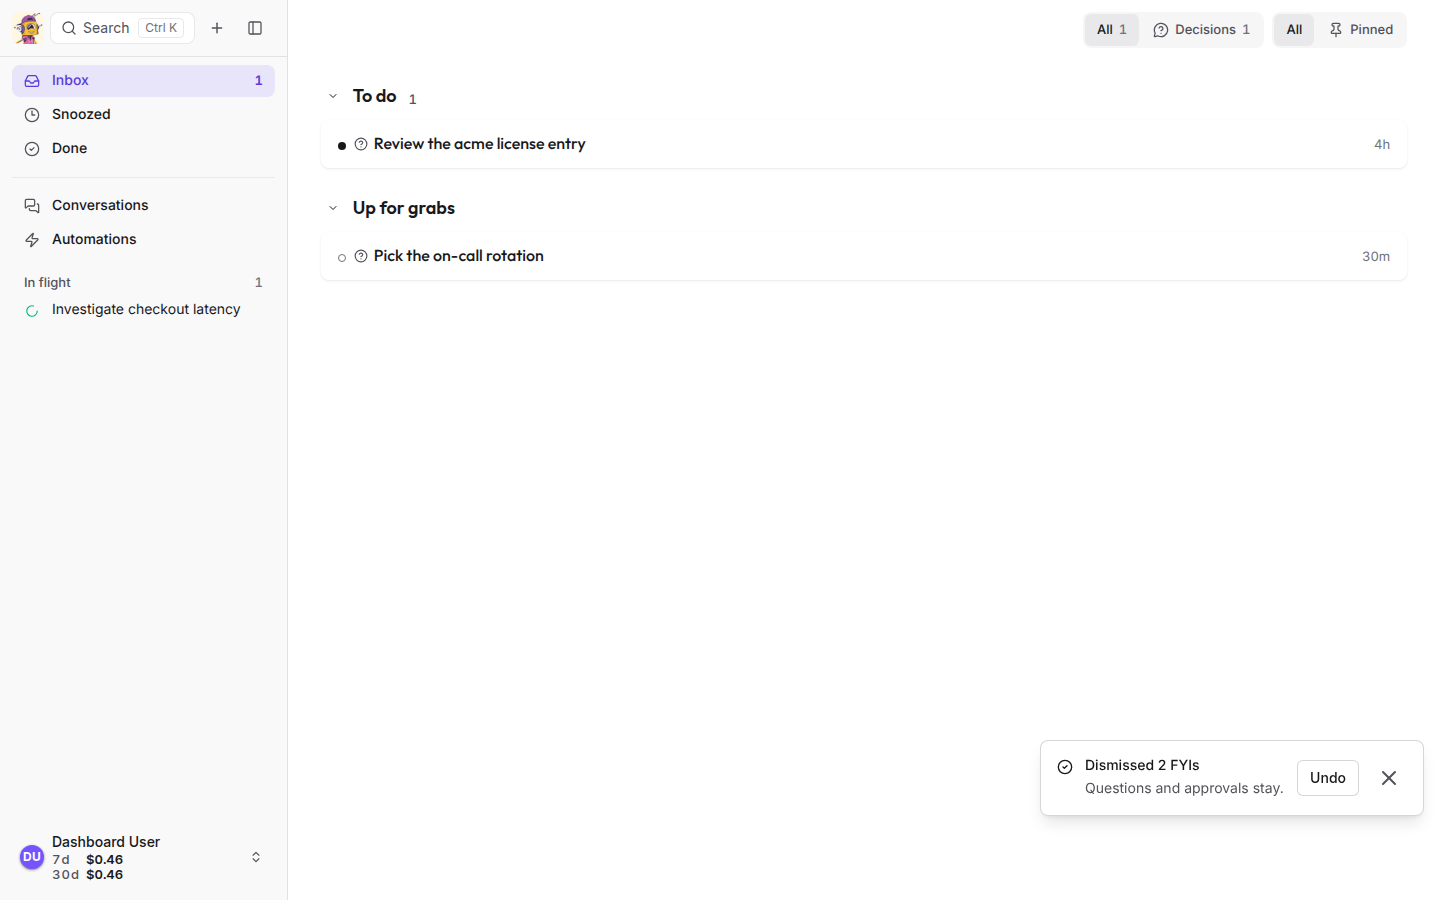 Search Ctrl K
Inbox 1
Snoozed
Done
Conversations
Automations
In flight 1
Investigate checkout latency
Dashboard User
DU
7d $0.46
30d $0.46
All 1 Decisions 1 All Pinned
To do 1
Review the acme license entry 4h
Up for grabs
Pick the on-call rotation 30m
Dismissed 2 FYIs
Questions and approvals stay.
Undo